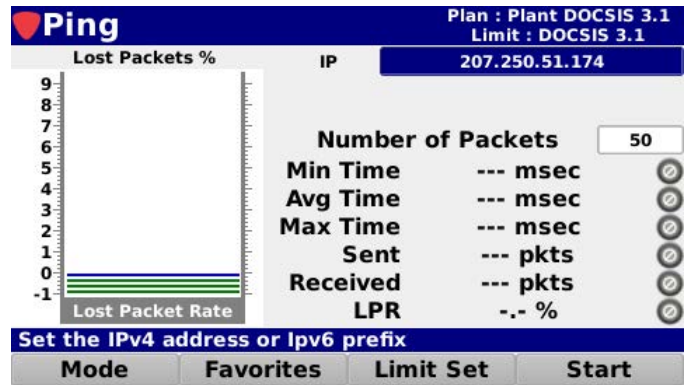 Ping
Plan : Plant DOCSIS 3.1
Limit : DOCSIS 3.1
Lost Packets %
IP
207.250.51.174
9
8
7
6
5
4
3
2
1
0
-1
Lost Packet Rate
Number of Packets 50
Min Time --- msec
Avg Time --- msec
Max Time --- msec
Sent --- pkts
Received --- pkts
LPR -.- %
Set the IPv4 address or Ipv6 prefix
Mode Favorites Limit Set Start